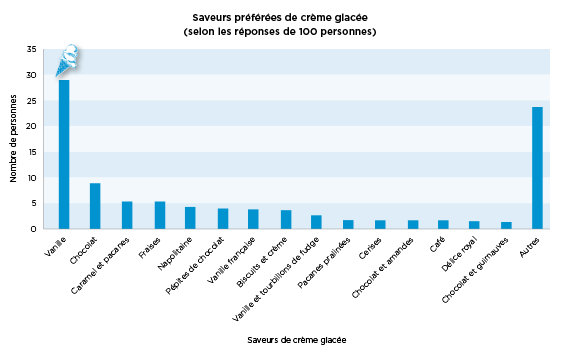 Saveurs préférées de crème glacée
(selon les réponses de 100 personnes)
Nombre de personnes
35
30
25
20
15
10
5
0
Vanille
Chocolat
Caramel et pacanes
Fraises
Napolitaine
Pépites de chocolat
Vanille française
Biscuits et crème
Vanille et tourbillons de fudge
Pacanes pralinées
Cerises
Chocolat et amandes
Café
Délice royal
Chocolat et guimauves
Autres
Saveurs de crème glacée